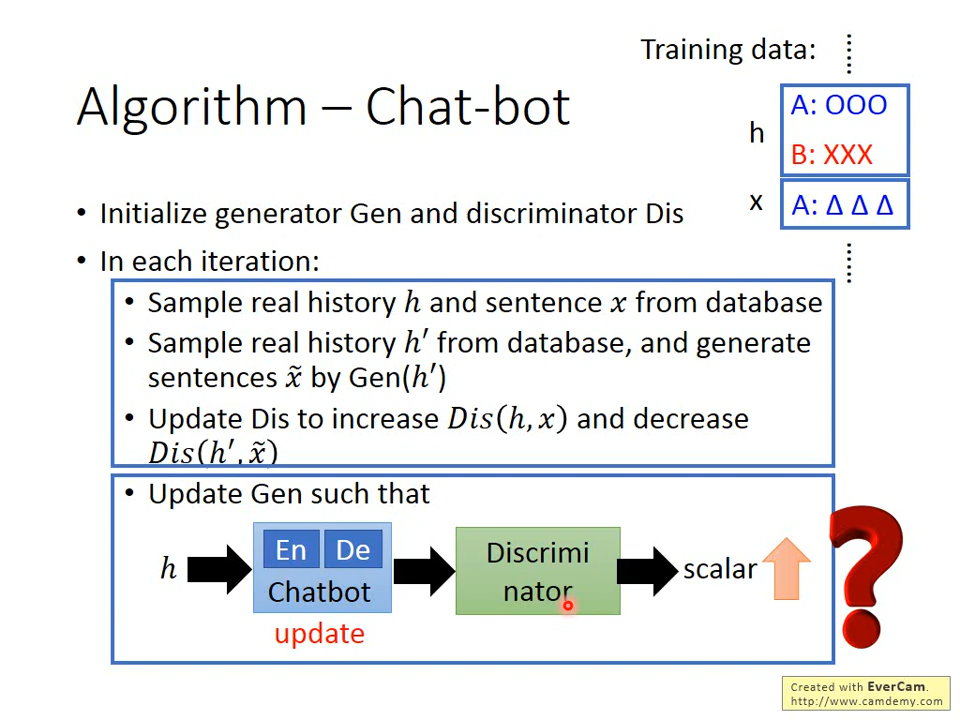 Training data:
Algorithm – Chat-bot
h
A: OOO
B: XXX
x
A: Δ Δ Δ
• Initialize generator Gen and discriminator Dis
• In each iteration:
• Sample real history h and sentence x from database
• Sample real history h′ from database, and generate
sentences x̃ by Gen(h′)
• Update Dis to increase Dis(h, x) and decrease
Dis(h′, x̃)
• Update Gen such that
h
En De
Chatbot
update
Discrimi
nator
scalar
?
Created with EverCam.
http://www.camdemy.com